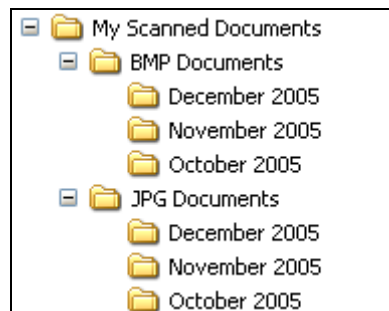 My Scanned Documents
BMP Documents
December 2005
November 2005
October 2005
JPG Documents
December 2005
November 2005
October 2005